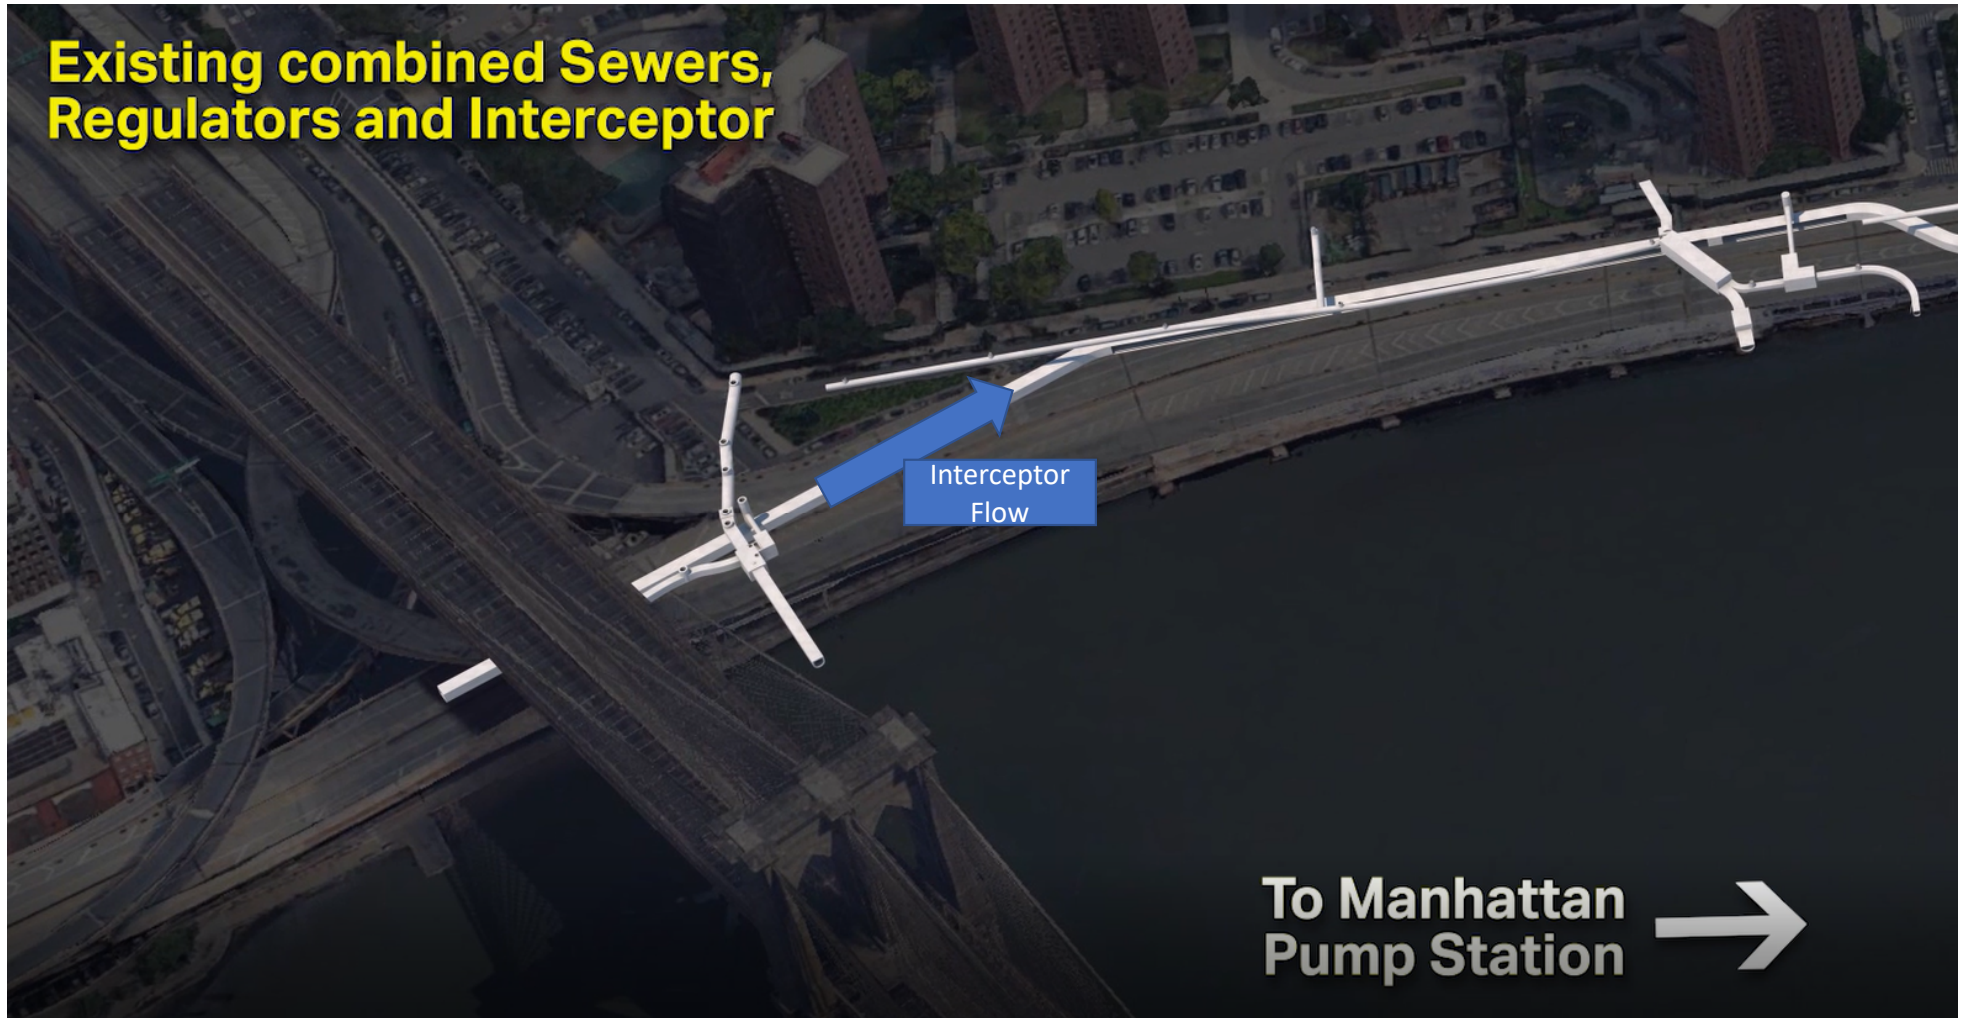 Existing combined Sewers,
Regulators and Interceptor
Interceptor
Flow
To Manhattan
Pump Station